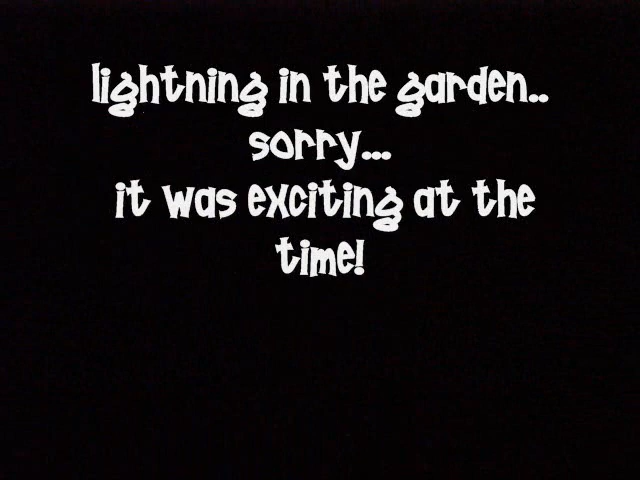 lightning in the garden..
sorry...
it was exciting at the
time!